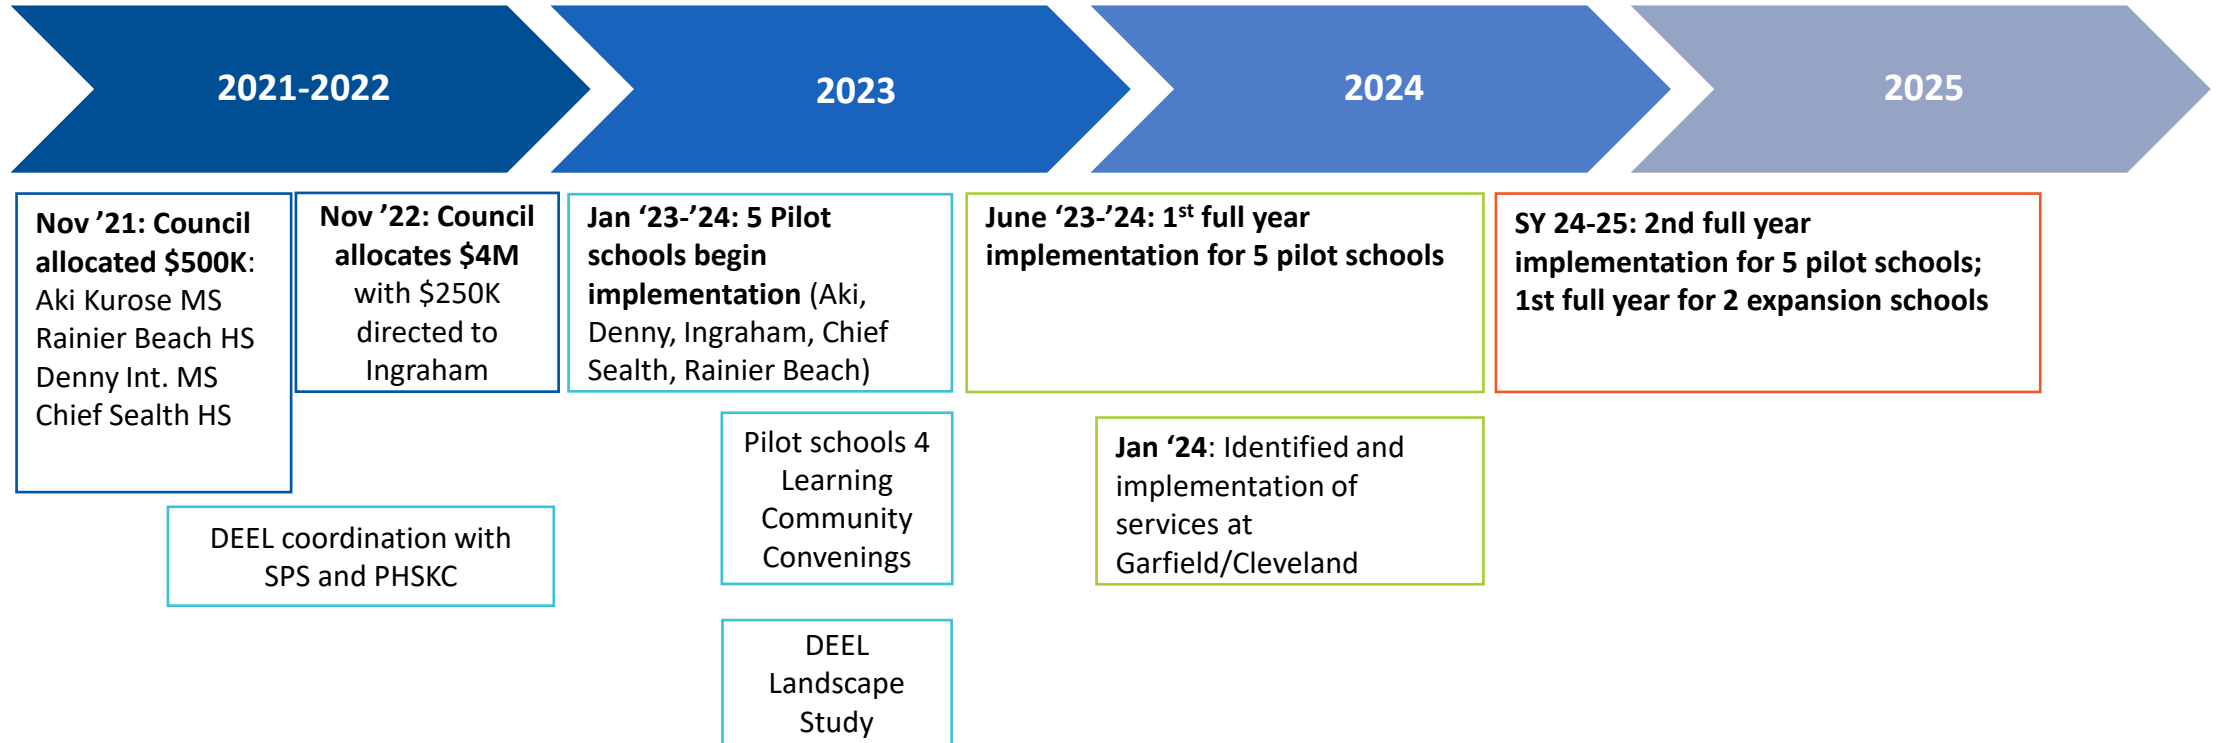 2021-2022
2023
2024
2025
Nov ’21: Council
allocated $500K:
Aki Kurose MS
Rainier Beach HS
Denny Int. MS
Chief Sealth HS
Nov ’22: Council
allocates $4M
with $250K
directed to
Ingraham
DEEL coordination with
SPS and PHSKC
Jan ‘23-’24: 5 Pilot
schools begin
implementation (Aki,
Denny, Ingraham, Chief
Sealth, Rainier Beach)
Pilot schools 4
Learning
Community
Convenings
DEEL
Landscape
Study
June ‘23-’24: 1st full year
implementation for 5 pilot schools
Jan ‘24: Identified and
implementation of
services at
Garfield/Cleveland
SY 24-25: 2nd full year
implementation for 5 pilot schools;
1st full year for 2 expansion schools